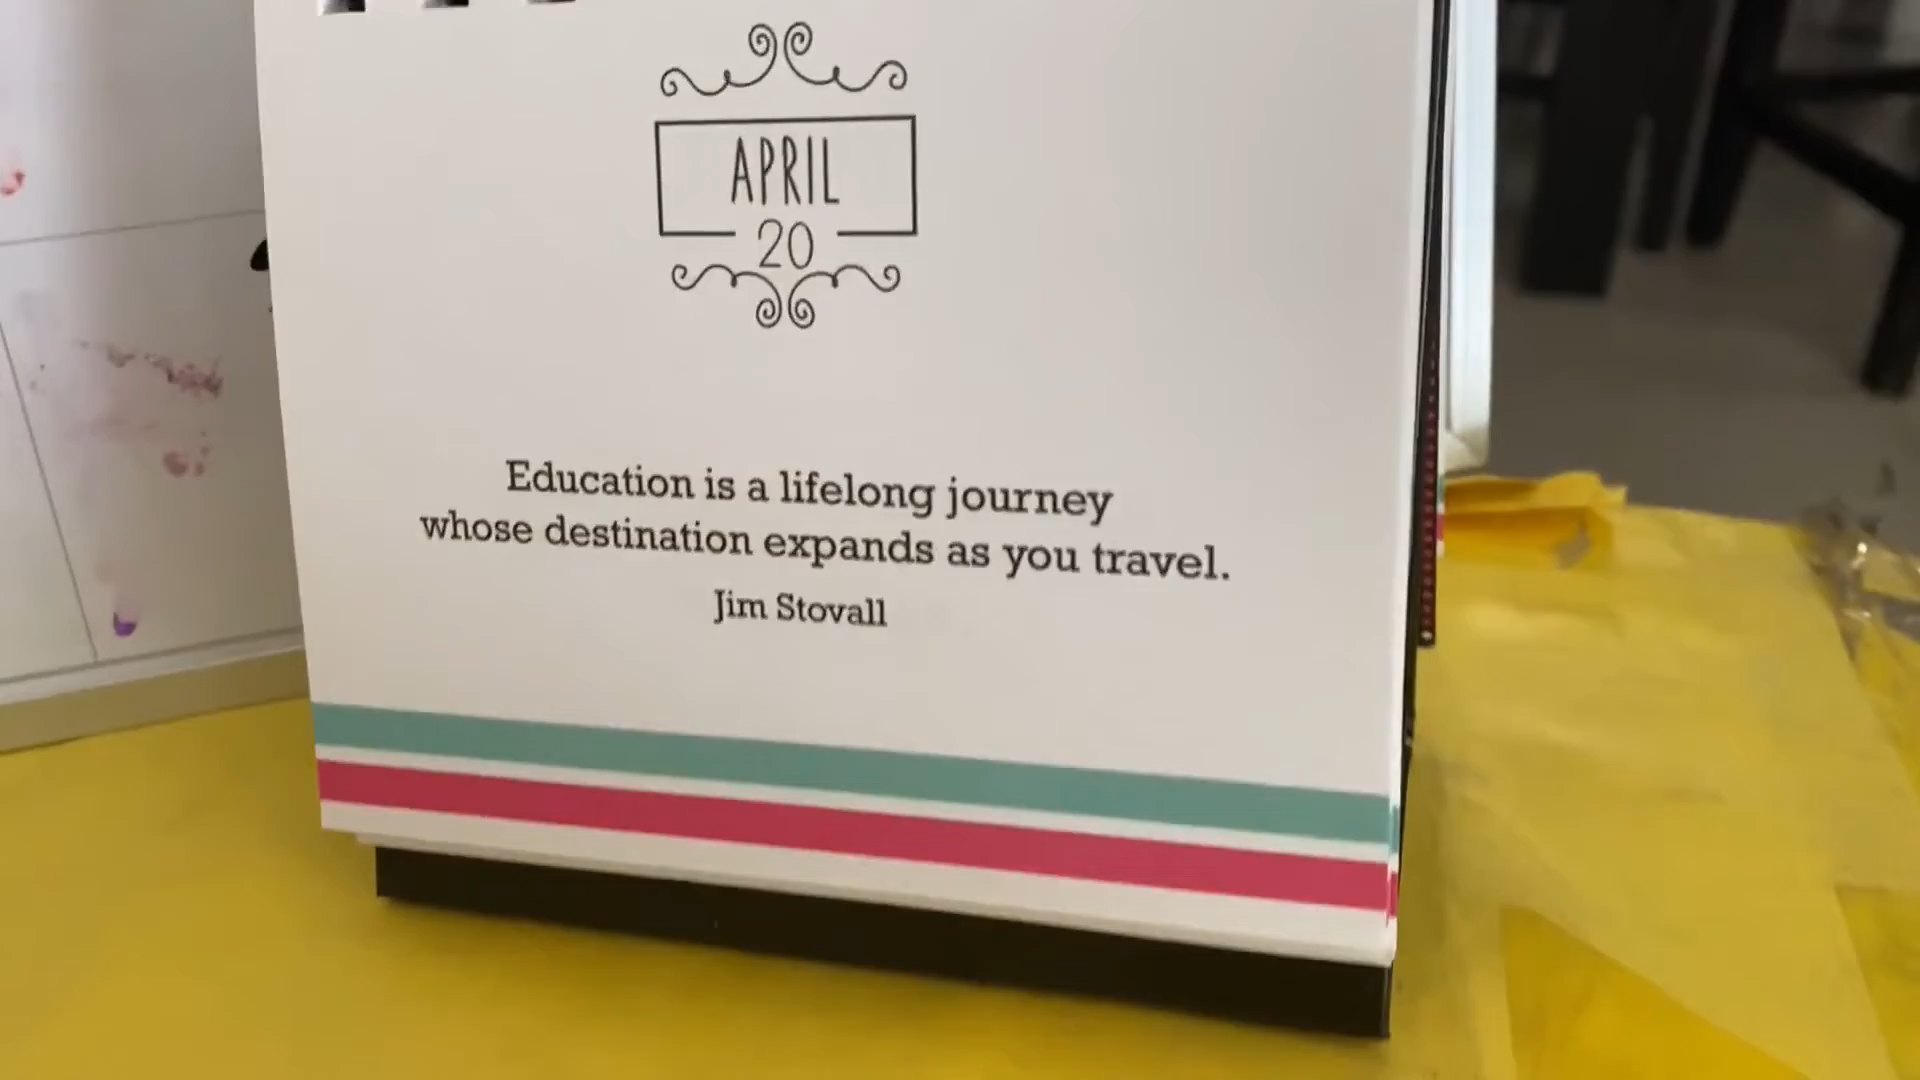 APRIL
20
Education is a lifelong journey
whose destination expands as you travel.
Jim Stovall